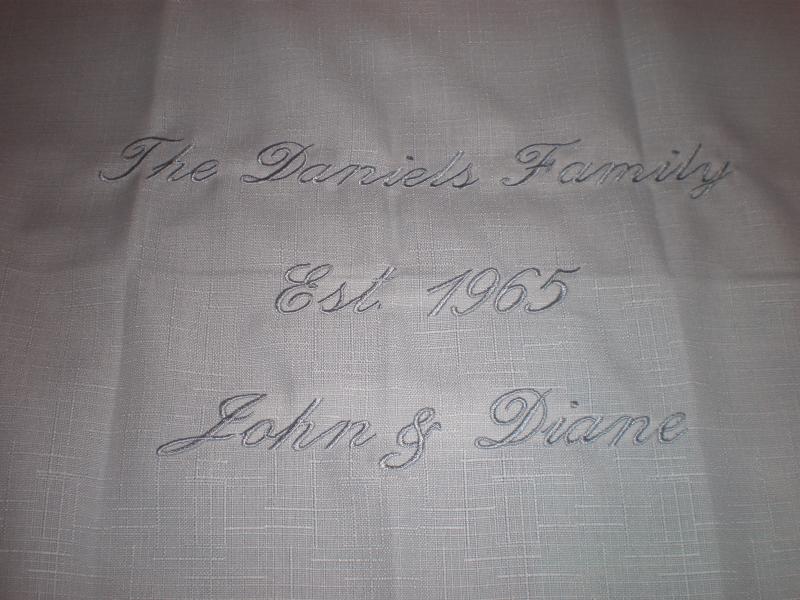 The Daniels Family
Est. 1965
John & Diane